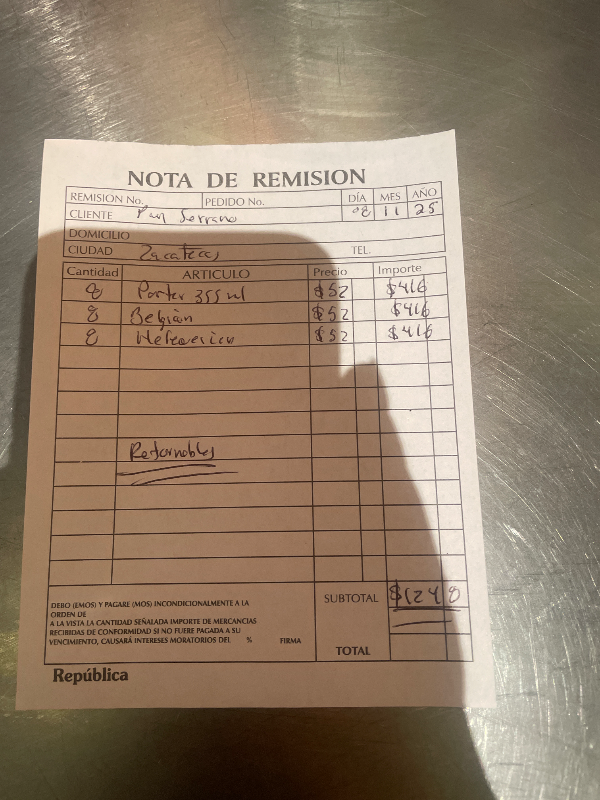 NOTA DE REMISION
REMISION No. PEDIDO No. DÍA MES AÑO
CLIENTE Pan Serrano 08 11 25
DOMICILIO
CIUDAD Zacatecas TEL.
Cantidad ARTICULO Precio Importe
8 Porter 355 ml $52 $416
8 Belgian $52 $416
8 $52 $416
Retornables
SUBTOTAL $1248
DEBO (EMOS) Y PAGARE (MOS) INCONDICIONALMENTE A LA
ORDEN DE
A LA VISTA LA CANTIDAD SEÑALADA IMPORTE DE MERCANCIAS
RECIBIDAS DE CONFORMIDAD SI NO FUERE PAGADA A SU
VENCIMIENTO, CAUSARÁ INTERESES MORATORIOS DEL % FIRMA
TOTAL
República